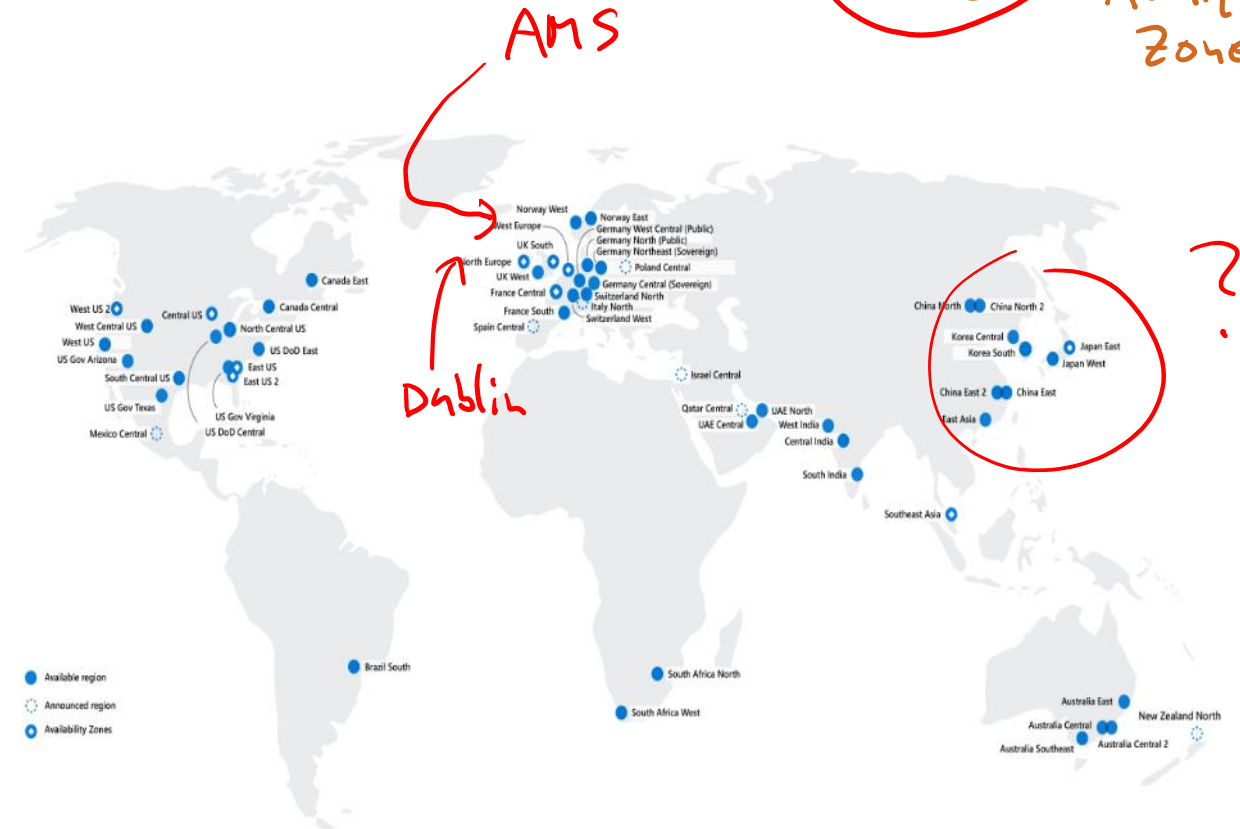 AMS
Zone
Norway West
Norway East
West Europe
Germany West Central (Public)
UK South
Germany North (Public)
Germany Northeast (Sovereign)
North Europe
Poland Central
UK West
Germany Central (Sovereign)
France Central
Switzerland North
Italy North
France South
Switzerland West
Spain Central
Canada East
Canada Central
West US 2
Central US
West Central US
North Central US
West US
US DoD East
US Gov Arizona
East US
South Central US
East US 2
US Gov Texas
US Gov Virginia
Mexico Central
US DoD Central
Dablin
Israel Central
Qatar Central
UAE North
UAE Central
West India
Central India
South India
Southeast Asia
China North
China North 2
Korea Central
Korea South
Japan East
Japan West
China East 2
China East
East Asia
?
Brazil South
South Africa North
South Africa West
Available region
Announced region
Availability Zones
Australia East
New Zealand North
Australia Central
Australia Central 2
Australia Southeast